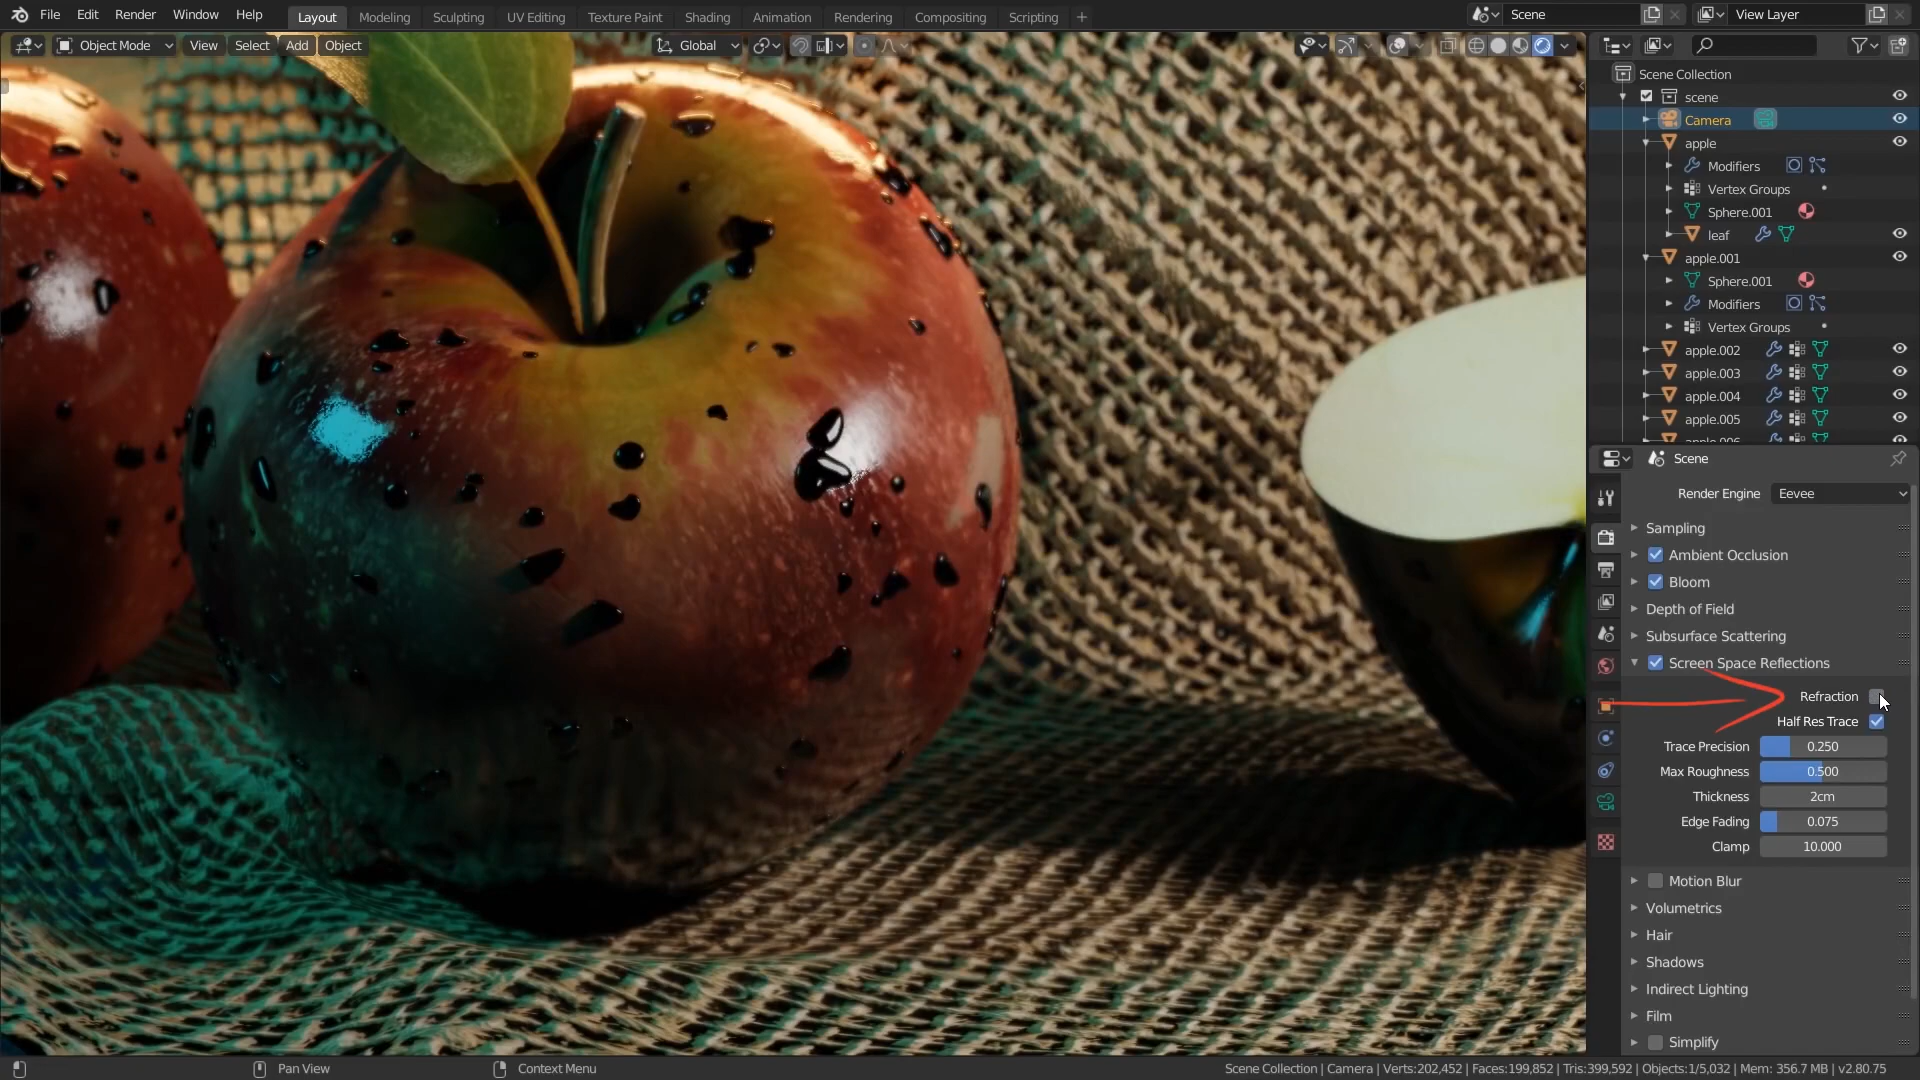 File Edit Render Window Help Layout Modeling Sculpting UV Editing Texture Paint Shading Animation Rendering Compositing Scripting + Scene View Layer
Object Mode View Select Add Object Global
Scene Collection
scene
Camera
apple
Modifiers
Vertex Groups
Sphere.001
leaf
apple.001
Sphere.001
Modifiers
Vertex Groups
apple.002
apple.003
apple.004
apple.005
apple.006
Scene
Render Engine Eevee
Sampling
Ambient Occlusion
Bloom
Depth of Field
Subsurface Scattering
Screen Space Reflections
Refraction
Half Res Trace
Trace Precision 0.250
Max Roughness 0.500
Thickness 2cm
Edge Fading 0.075
Clamp 10.000
Motion Blur
Volumetrics
Hair
Shadows
Indirect Lighting
Film
Simplify
Pan View Context Menu Scene Collection | Camera | Verts:202,452 | Faces:199,852 | Tris:399,592 | Objects:1/5,032 | Mem: 356.7 MB | v2.80.75